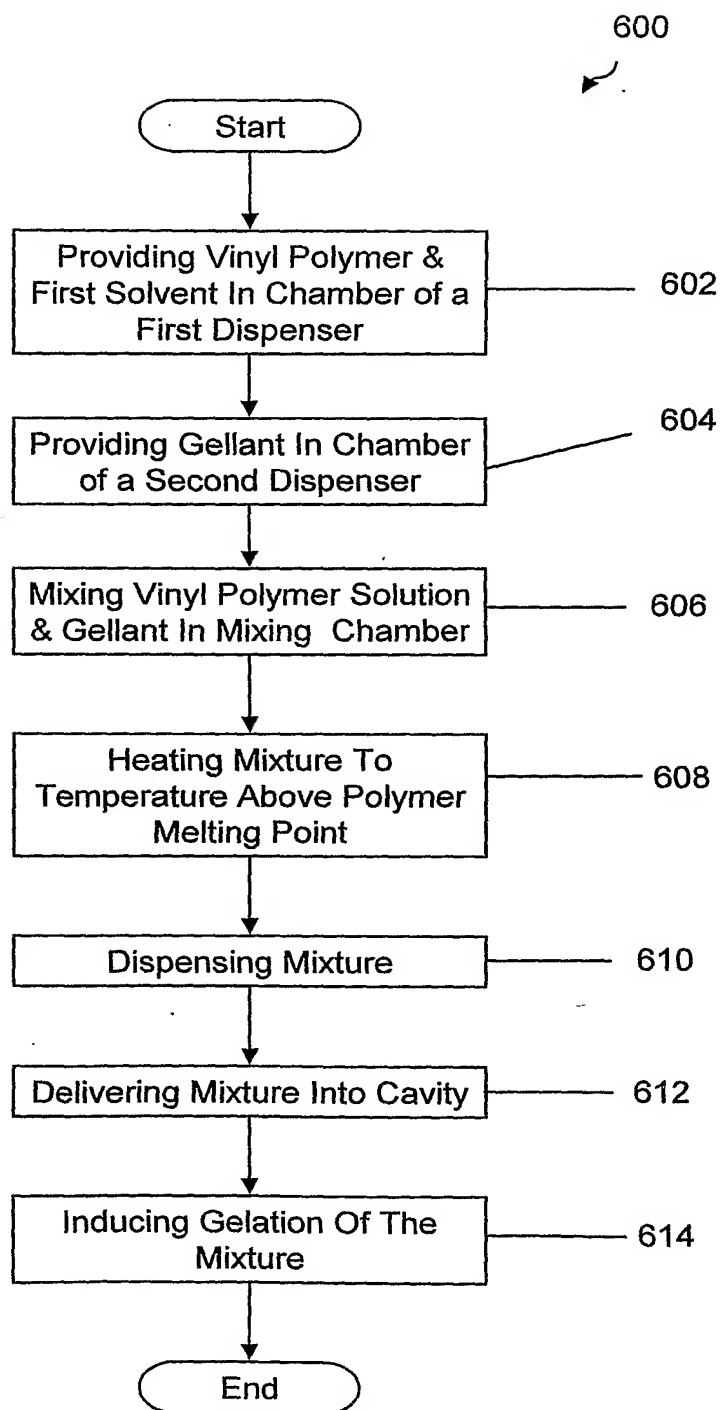 600
Start
Providing Vinyl Polymer &
First Solvent In Chamber of a
First Dispenser
602
Providing Gellant In Chamber
of a Second Dispenser
604
Mixing Vinyl Polymer Solution
& Gellant In Mixing Chamber
606
Heating Mixture To
Temperature Above Polymer
Melting Point
608
Dispensing Mixture
610
Delivering Mixture Into Cavity
612
Inducing Gelation Of The
Mixture
614
End